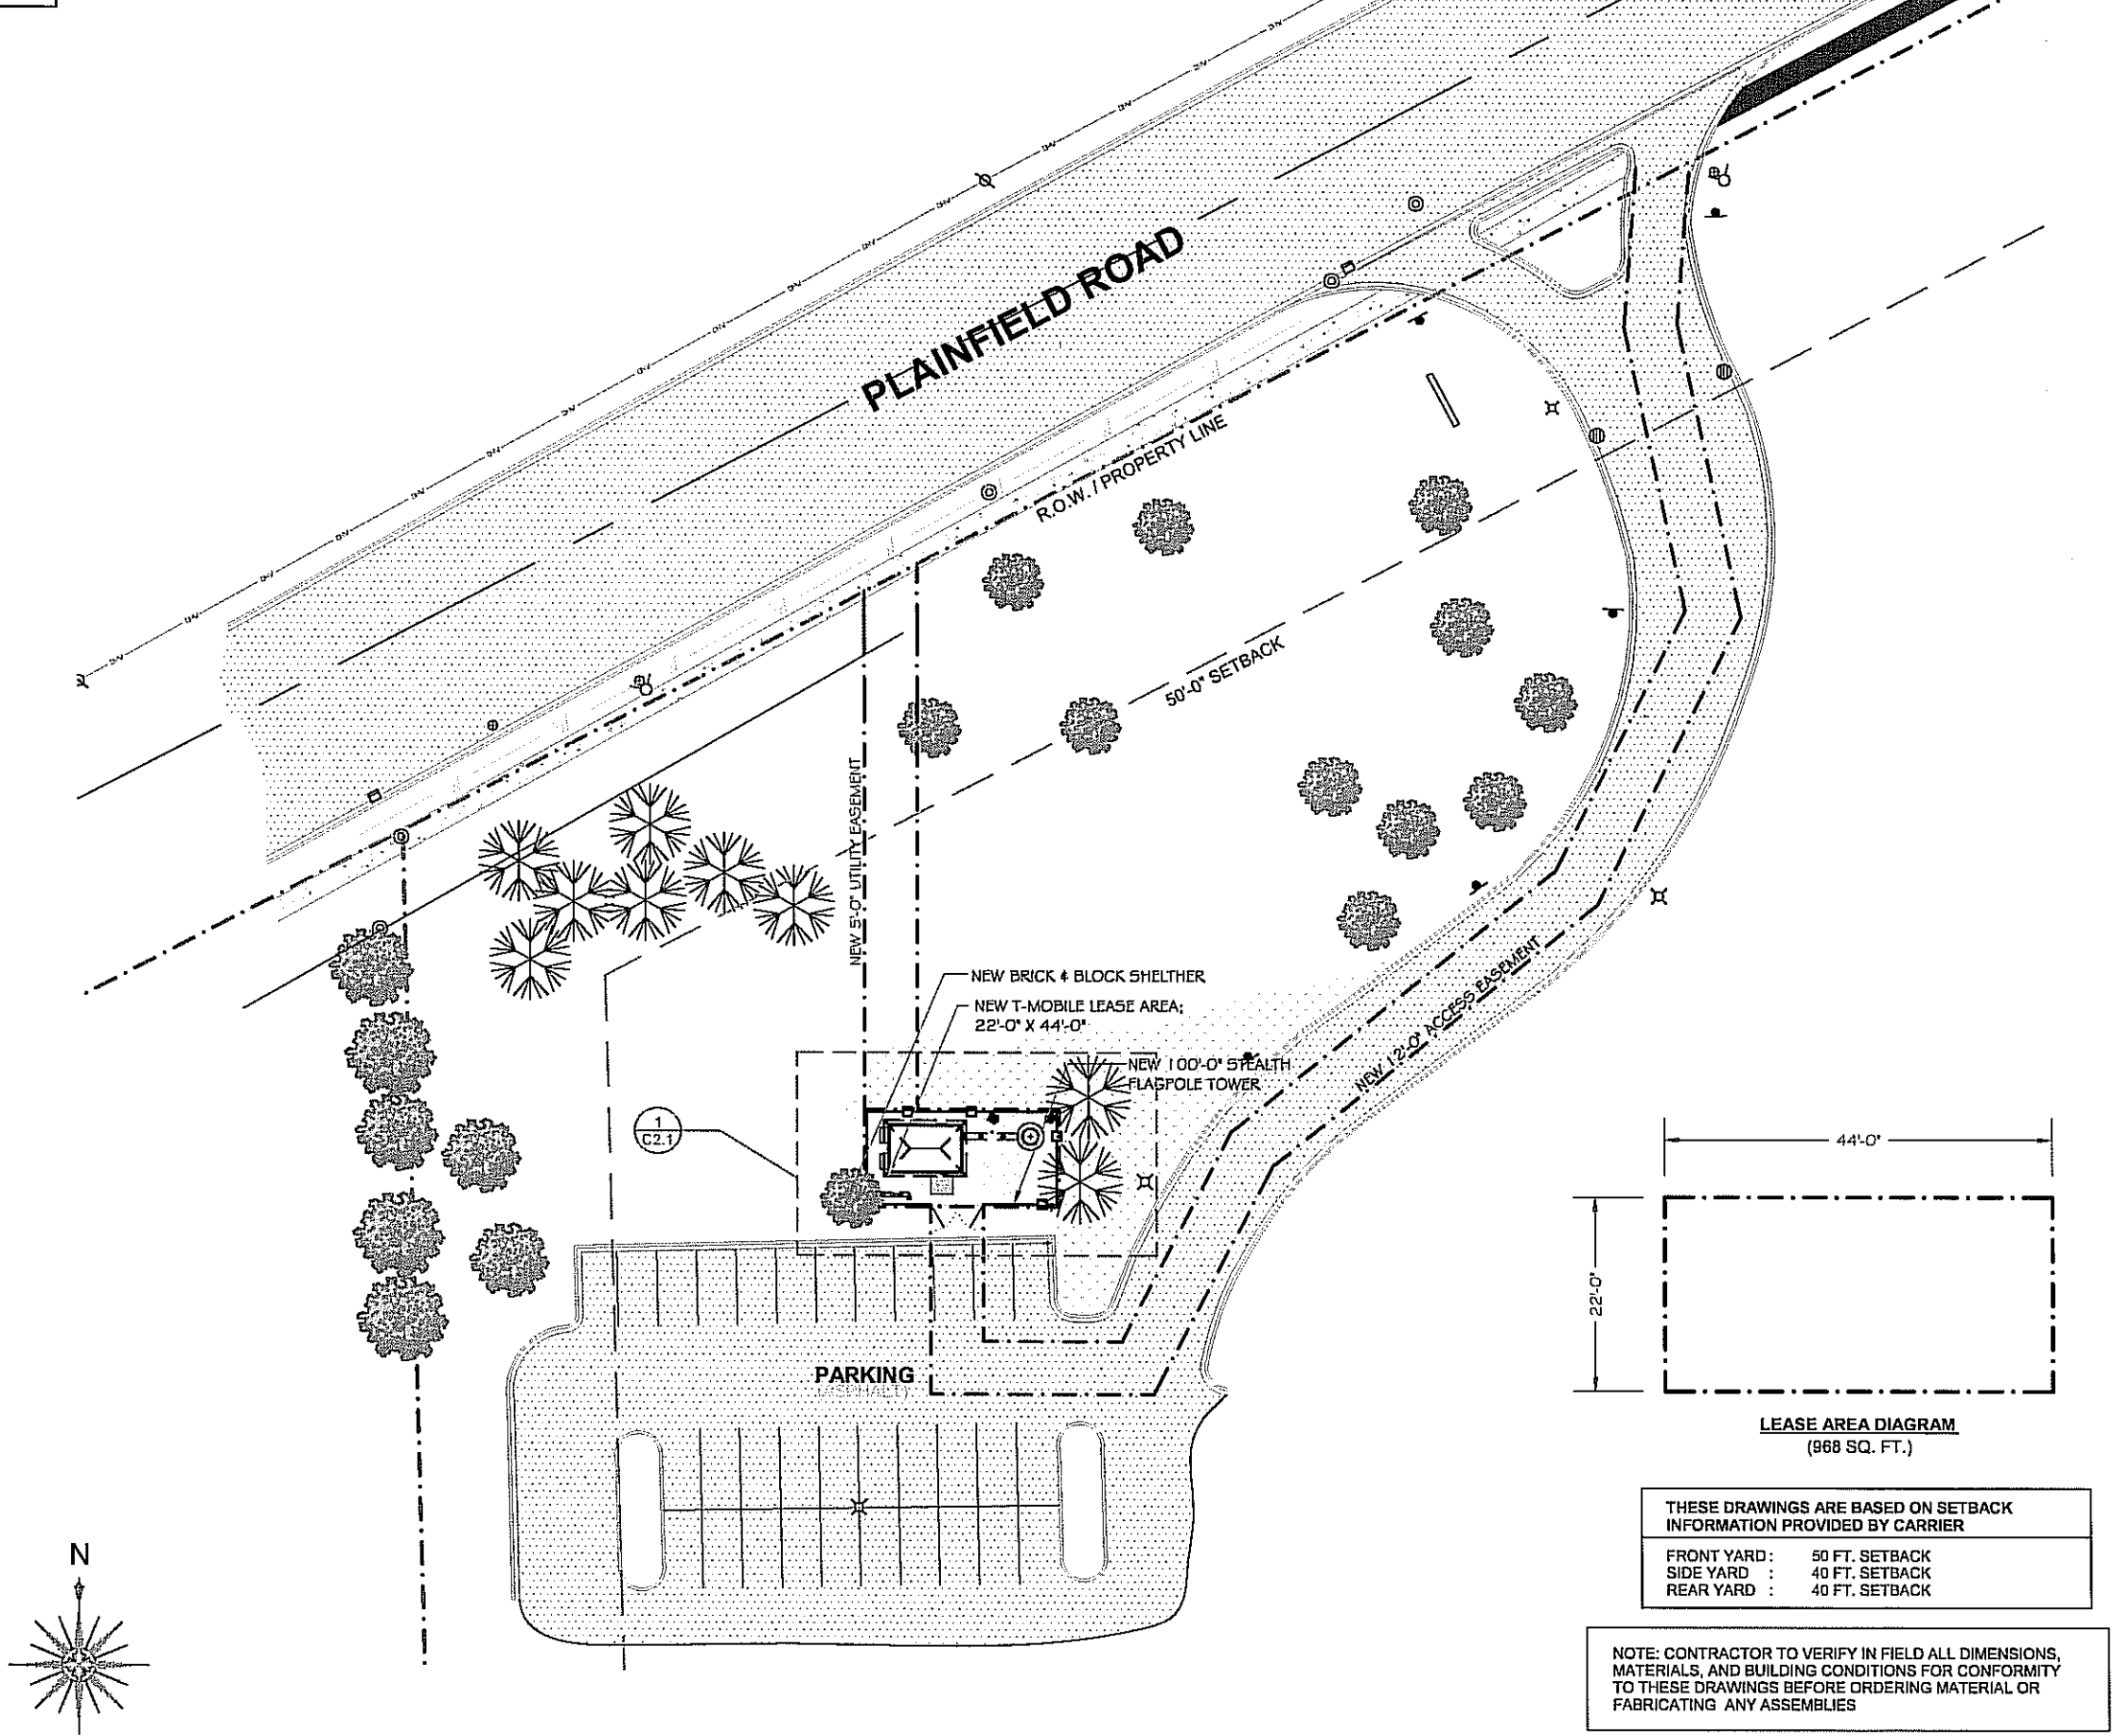 PLAINFIELD ROAD
R.O.W. / PROPERTY LINE
50'-0" SETBACK
NEW 5'-0" UTILITY EASEMENT
NEW BRICK & BLOCK SHELTHER
NEW T-MOBILE LEASE AREA;
22'-0" X 44'-0"
NEW 100'-0" STEALTH
FLAGPOLE TOWER
NEW 12'-0" ACCESS EASEMENT
1
C2.1
PARKING
(ASPHALT)
44'-0"
22'-0"
LEASE AREA DIAGRAM
(968 SQ. FT.)
THESE DRAWINGS ARE BASED ON SETBACK
INFORMATION PROVIDED BY CARRIER
FRONT YARD : 50 FT. SETBACK
SIDE YARD : 40 FT. SETBACK
REAR YARD : 40 FT. SETBACK
N
NOTE: CONTRACTOR TO VERIFY IN FIELD ALL DIMENSIONS,
MATERIALS, AND BUILDING CONDITIONS FOR CONFORMITY
TO THESE DRAWINGS BEFORE ORDERING MATERIAL OR
FABRICATING ANY ASSEMBLIES